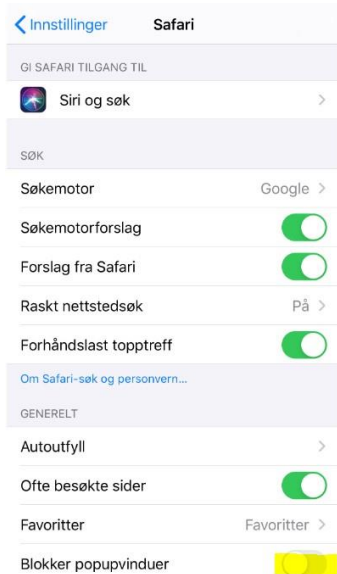 Innstillinger Safari
GI SAFARI TILGANG TIL
Siri og søk
SØK
Søkemotor Google
Søkemotorforslag
Forslag fra Safari
Raskt nettstedsøk På
Forhåndslast topptreff
Om Safari-søk og personvern...
GENERELT
Autoutfyll
Ofte besøkte sider
Favoritter Favoritter
Blokker popupvinduer